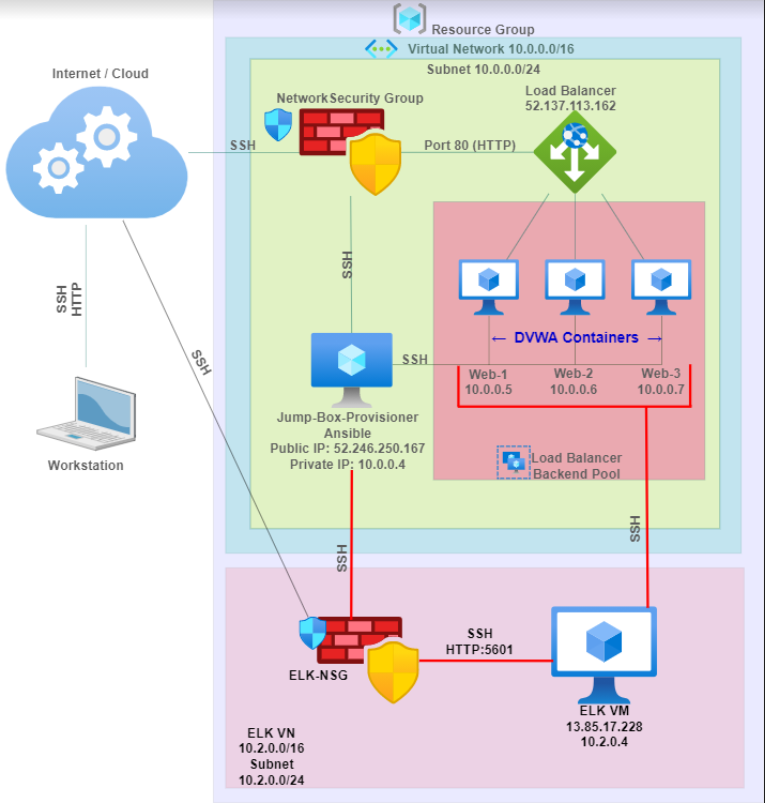 Resource Group
Virtual Network 10.0.0.0/16
Subnet 10.0.0.0/24
Internet / Cloud
NetworkSecurity Group
Load Balancer
52.137.113.162
SSH
Port 80 (HTTP)
SSH
SSH
HTTP
SSH
← DVWA Containers →
SSH
Web-1
10.0.0.5
Web-2
10.0.0.6
Web-3
10.0.0.7
Jump-Box-Provisioner
Ansible
Public IP: 52.246.250.167
Private IP: 10.0.0.4
Workstation
Load Balancer
Backend Pool
SSH
SSH
SSH
HTTP:5601
ELK-NSG
ELK VM
13.85.17.228
10.2.0.4
ELK VN
10.2.0.0/16
Subnet
10.2.0.0/24